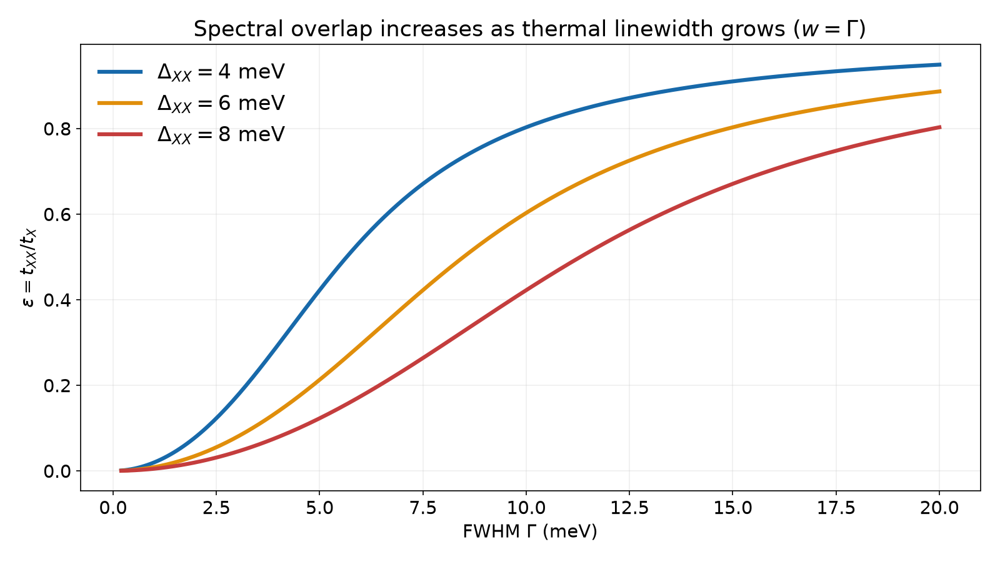 Spectral overlap increases as thermal linewidth grows (w = Γ)
Δ_XX = 4 meV
Δ_XX = 6 meV
Δ_XX = 8 meV
0.8
0.6
0.4
0.2
0.0
ε = t_XX/t_X
0.0 2.5 5.0 7.5 10.0 12.5 15.0 17.5 20.0
FWHM Γ (meV)